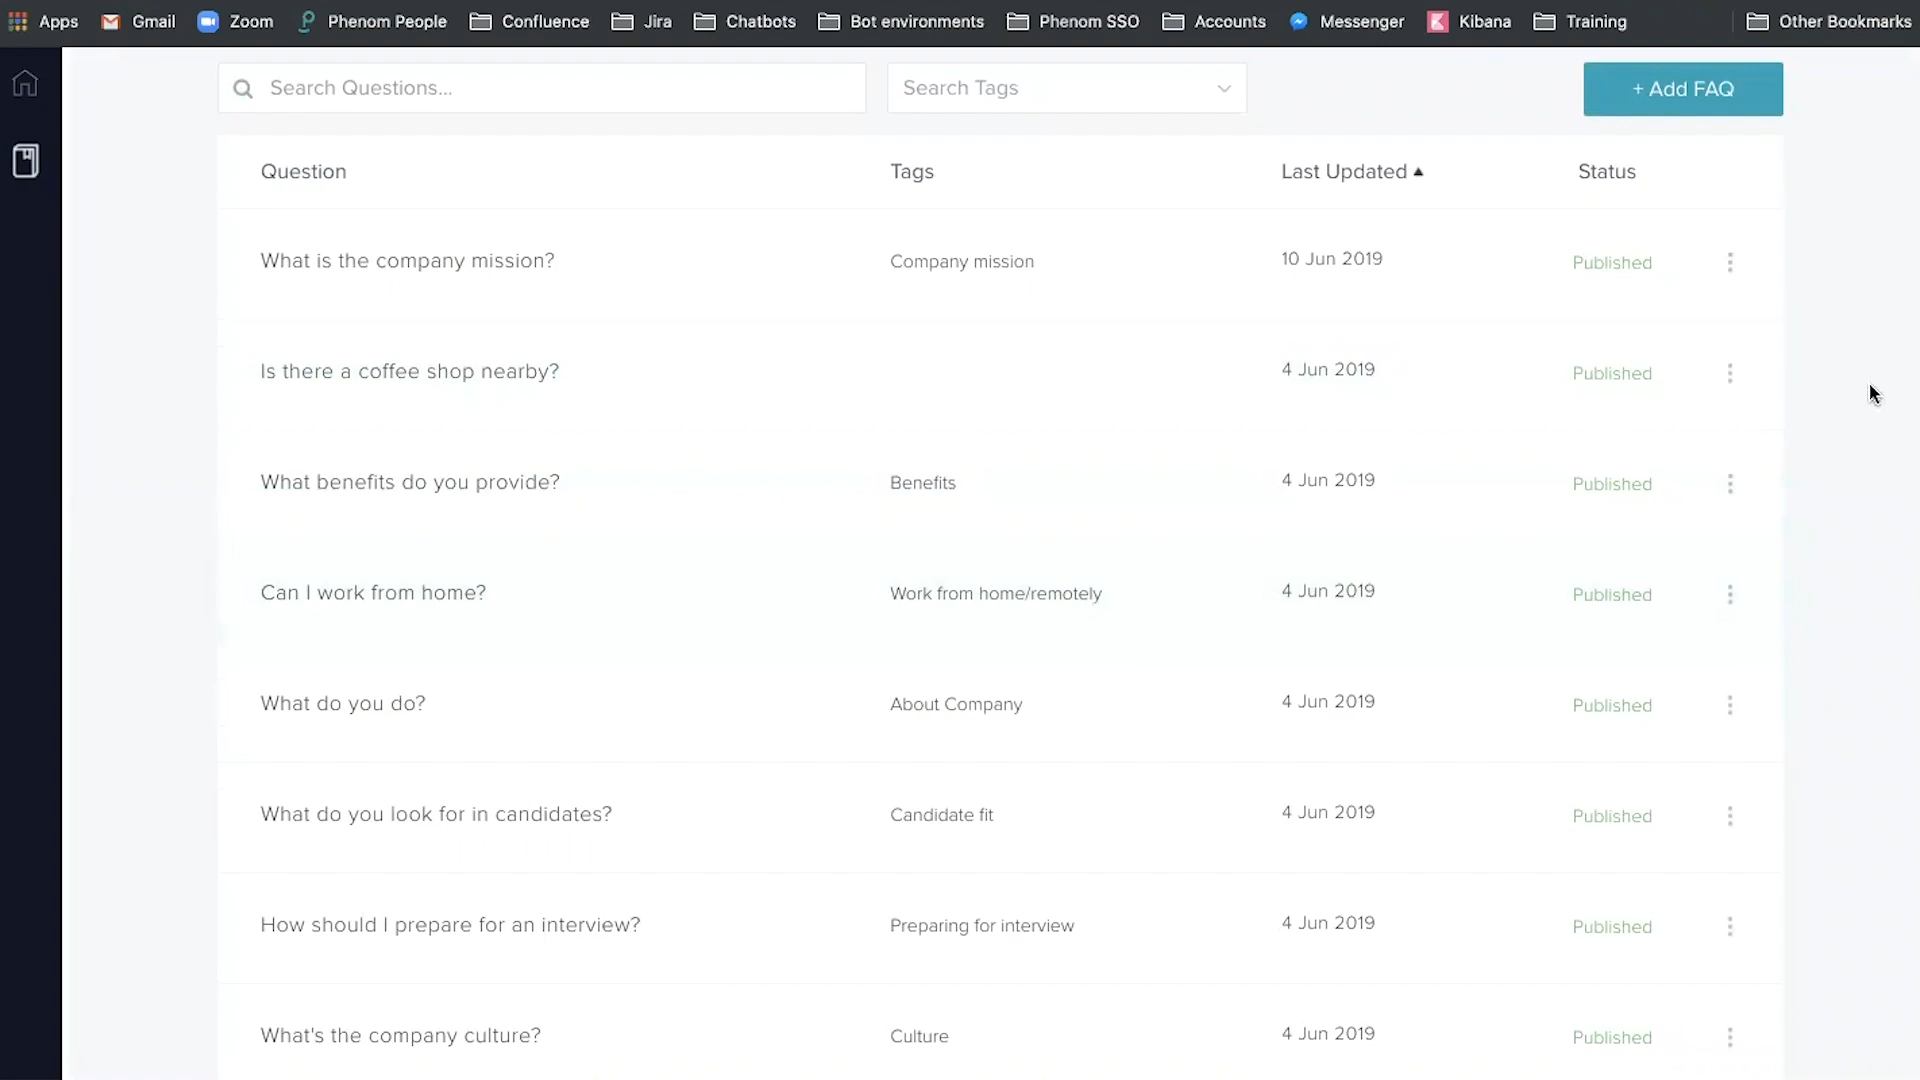 Apps Gmail Zoom Phenom People Confluence Jira Chatbots Bot environments Phenom SSO Accounts Messenger Kibana Training Other Bookmarks
Search Questions... Search Tags + Add FAQ
Question Tags Last Updated Status
What is the company mission? Company mission 10 Jun 2019 Published
Is there a coffee shop nearby? 4 Jun 2019 Published
What benefits do you provide? Benefits 4 Jun 2019 Published
Can I work from home? Work from home/remotely 4 Jun 2019 Published
What do you do? About Company 4 Jun 2019 Published
What do you look for in candidates? Candidate fit 4 Jun 2019 Published
How should I prepare for an interview? Preparing for interview 4 Jun 2019 Published
What's the company culture? Culture 4 Jun 2019 Published